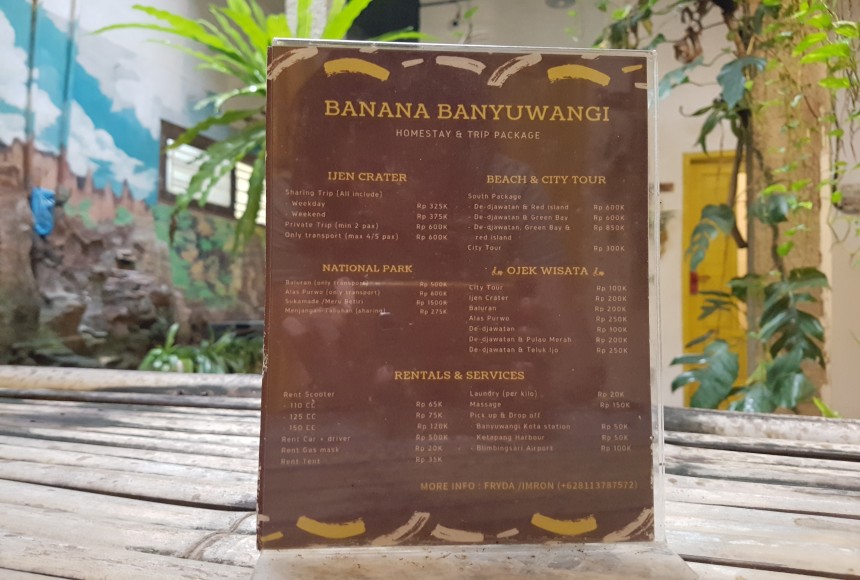 BANANA BANYUWANGI
HOMESTAY & TRIP PACKAGE
IJEN CRATER
Sharing Trip (All include)
Weekday Rp 325K
Weekend Rp 375K
Private Trip (min 2 pax) Rp 600K
Only transport (max 4/5 pax) Rp 600K
BEACH & CITY TOUR
South Package
- De-djawatan & Red Island Rp 600K
- De-djawatan & Green Bay Rp 600K
- De-djawatan, Green Bay & Rp 850K
red Island
City Tour Rp 300K
NATIONAL PARK
Baluran (only transport) Rp 500K
Alas Purwo (only transport) Rp 600K
Sukamade /Meru Betiri Rp 1500K
Menjangan-Tabuhan (sharing) Rp 275K
OJEK WISATA
City Tour Rp 100K
Ijen Crater Rp 200K
Baluran Rp 200K
Alas Purwo Rp 250K
De-djawatan Rp 100K
De-djawatan & Pulau Merah Rp 200K
De-djawatan & Teluk Ijo Rp 250K
RENTALS & SERVICES
Rent Scooter
110 CC Rp 65K
125 CC Rp 75K
150 CC Rp 120K
Rent Car + driver Rp 500K
Rent Gas mask Rp 20K
Rent Tent Rp 35K
Laundry (per kilo) Rp 20K
Massage Rp 150K
Pick up & Drop off
- Banyuwangi Kota station Rp 50K
- Ketapang Harbour Rp 50K
- Blimbingsari Airport Rp 100K
MORE INFO : FRYDA /IMRON (+628113787572)